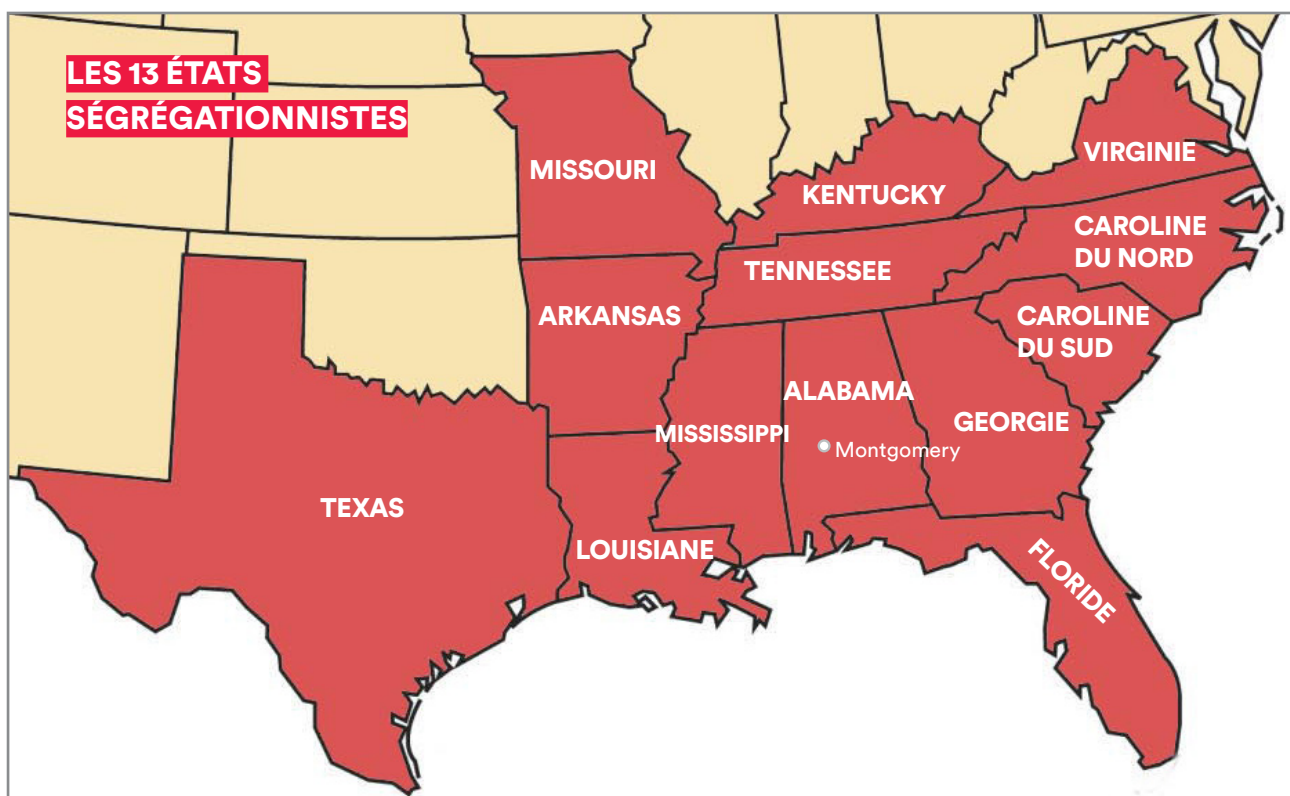 LES 13 ÉTATS
SÉGRÉGATIONNISTES
MISSOURI
VIRGINIE
KENTUCKY
CAROLINE
DU NORD
TENNESSEE
ARKANSAS
CAROLINE
DU SUD
ALABAMA
GEORGIE
MISSISSIPPI
Montgomery
TEXAS
LOUISIANE
FLORIDE